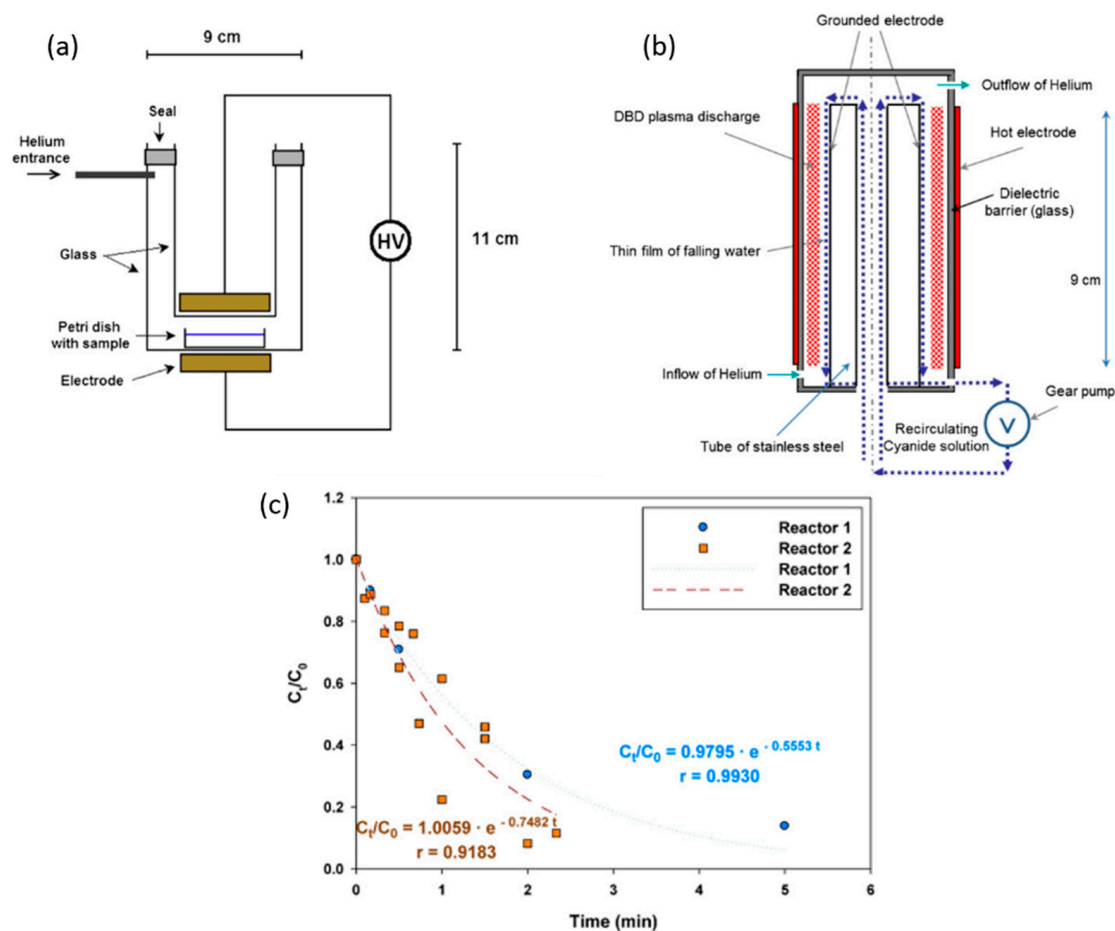 (a)
9 cm
Seal
Helium
entrance
Glass
HV
11 cm
Petri dish
with sample
Electrode
(b)
Grounded electrode
Outflow of Helium
DBD plasma discharge
Hot electrode
Dielectric
barrier (glass)
Thin film of falling water
9 cm
Inflow of Helium
Gear pump
V
Recirculating
Cyanide solution
Tube of stainless steel
(c)
1.2
1.0
0.8
0.6
0.4
0.2
0.0
Ct/C0
Reactor 1
Reactor 2
Reactor 1
Reactor 2
Ct/C0 = 0.9795 · e - 0.5553 t
r = 0.9930
Ct/C0 = 1.0059 · e - 0.7482 t
r = 0.9183
0 1 2 3 4 5 6
Time (min)